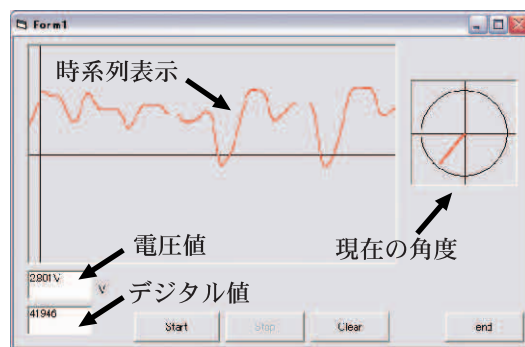 Form1
時系列表示
現在の角度
電圧値
2.801V
V
デジタル値
41946
Start
Stop
Clear
end